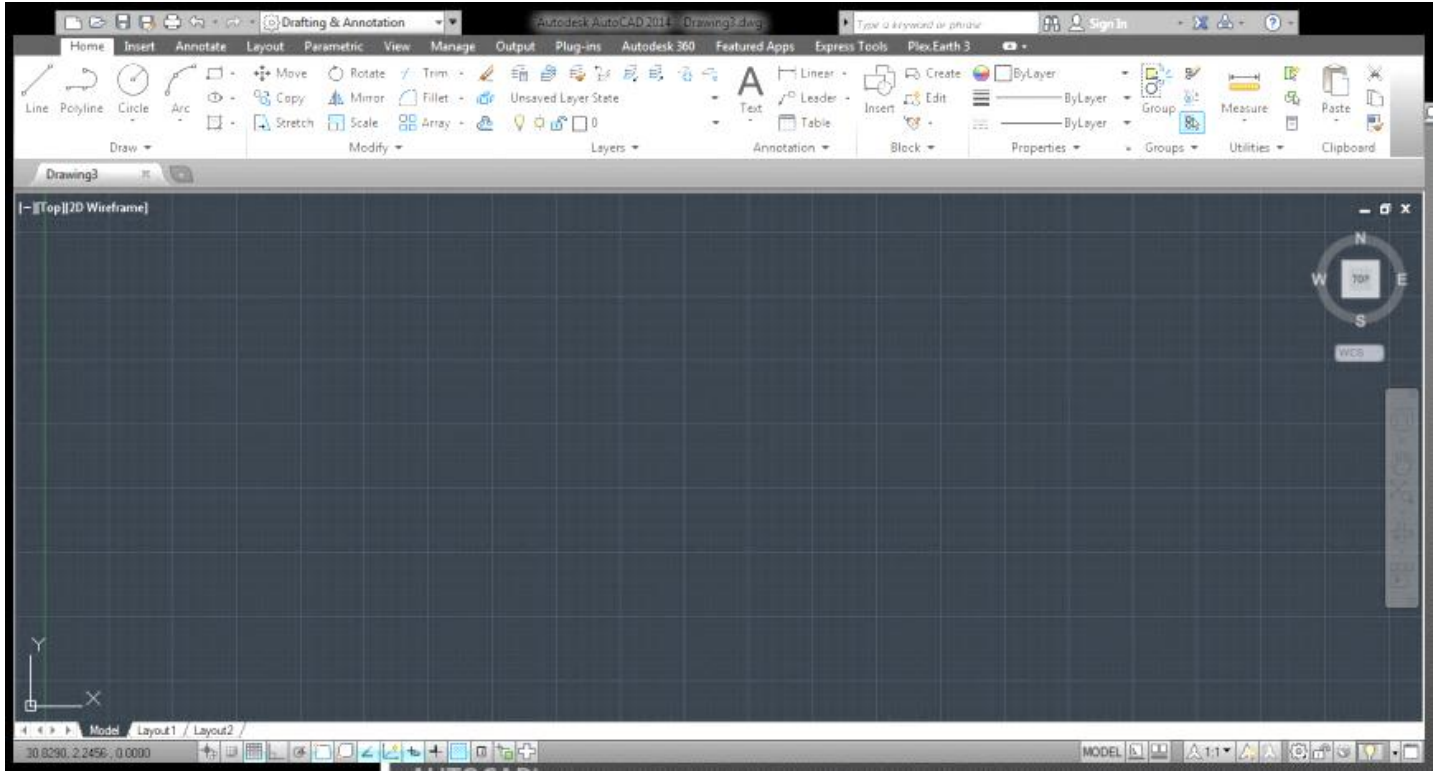 Drafting & Annotation Autodesk AutoCAD 2014 Drawing3.dwg Type a keyword or phrase Sign In
Home Insert Annotate Layout Parametric View Manage Output Plug-ins Autodesk 360 Featured Apps Express Tools Plex.Earth 3
Move Rotate Trim Linear Create ByLayer
Line Polyline Circle Arc Copy Mirror Fillet Unsaved Layer State Text Leader Insert Edit ByLayer Group Measure Paste
Stretch Scale Array 0 Table ByLayer
Draw Modify Layers Annotation Block Properties Groups Utilities Clipboard
Drawing3
[–][Top][2D Wireframe]
N
W TOP E
S
WCS
Y
X
Model Layout1 Layout2
30.8290, 2.2456, 0.0000 MODEL 1:1